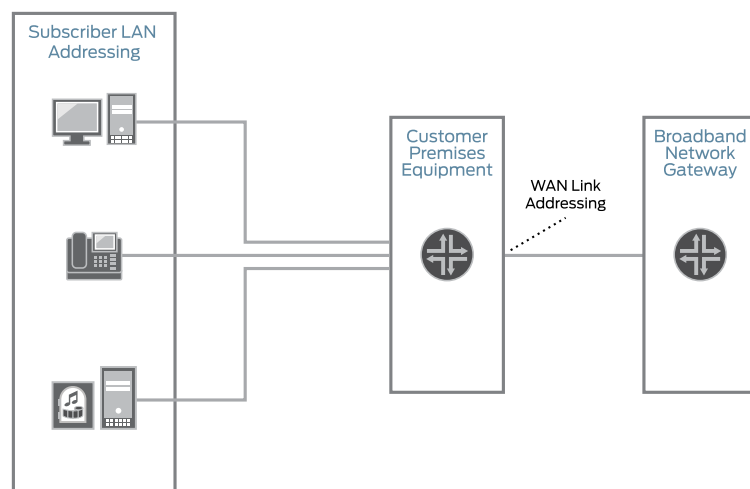 Subscriber LAN
Addressing
Customer
Premises
Equipment
WAN Link
Addressing
Broadband
Network
Gateway